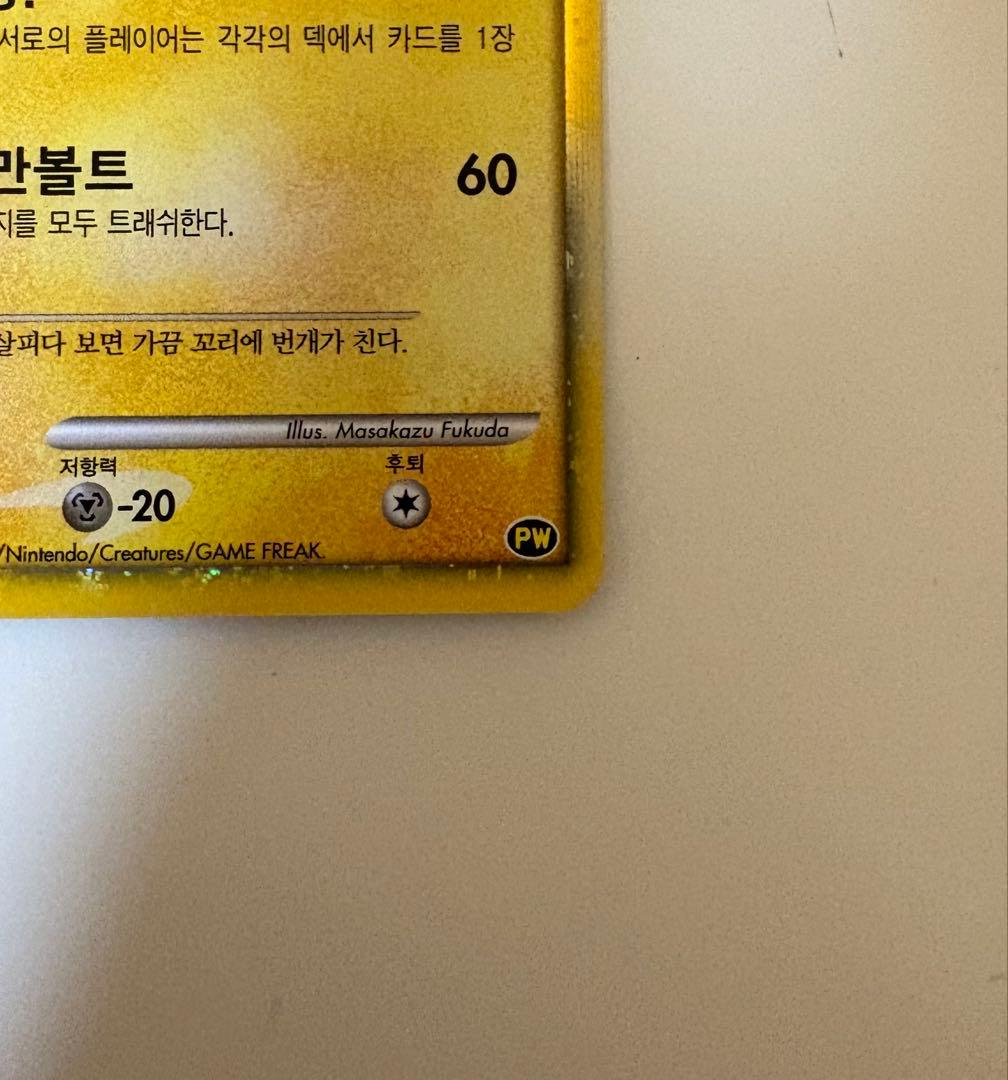 서로의 플레이어는 각각의 덱에서 카드를 1장
만볼트 60
지를 모두 트래쉬한다.
살피다 보면 가끔 꼬리에 번개가 친다.
Illus. Masakazu Fukuda
저항력 후퇴
-20
PW
/Nintendo/Creatures/GAME FREAK.